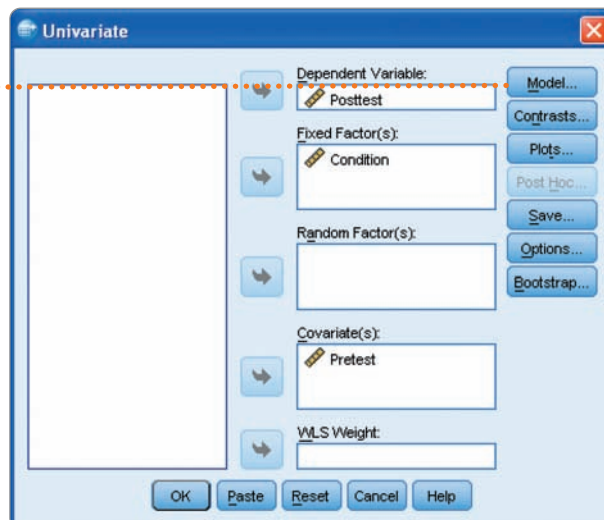 Univariate
Dependent Variable:
Posttest
Fixed Factor(s):
Condition
Random Factor(s):
Covariate(s):
Pretest
WLS Weight:
Model...
Contrasts...
Plots...
Post Hoc...
Save...
Options...
Bootstrap...
OK Paste Reset Cancel Help